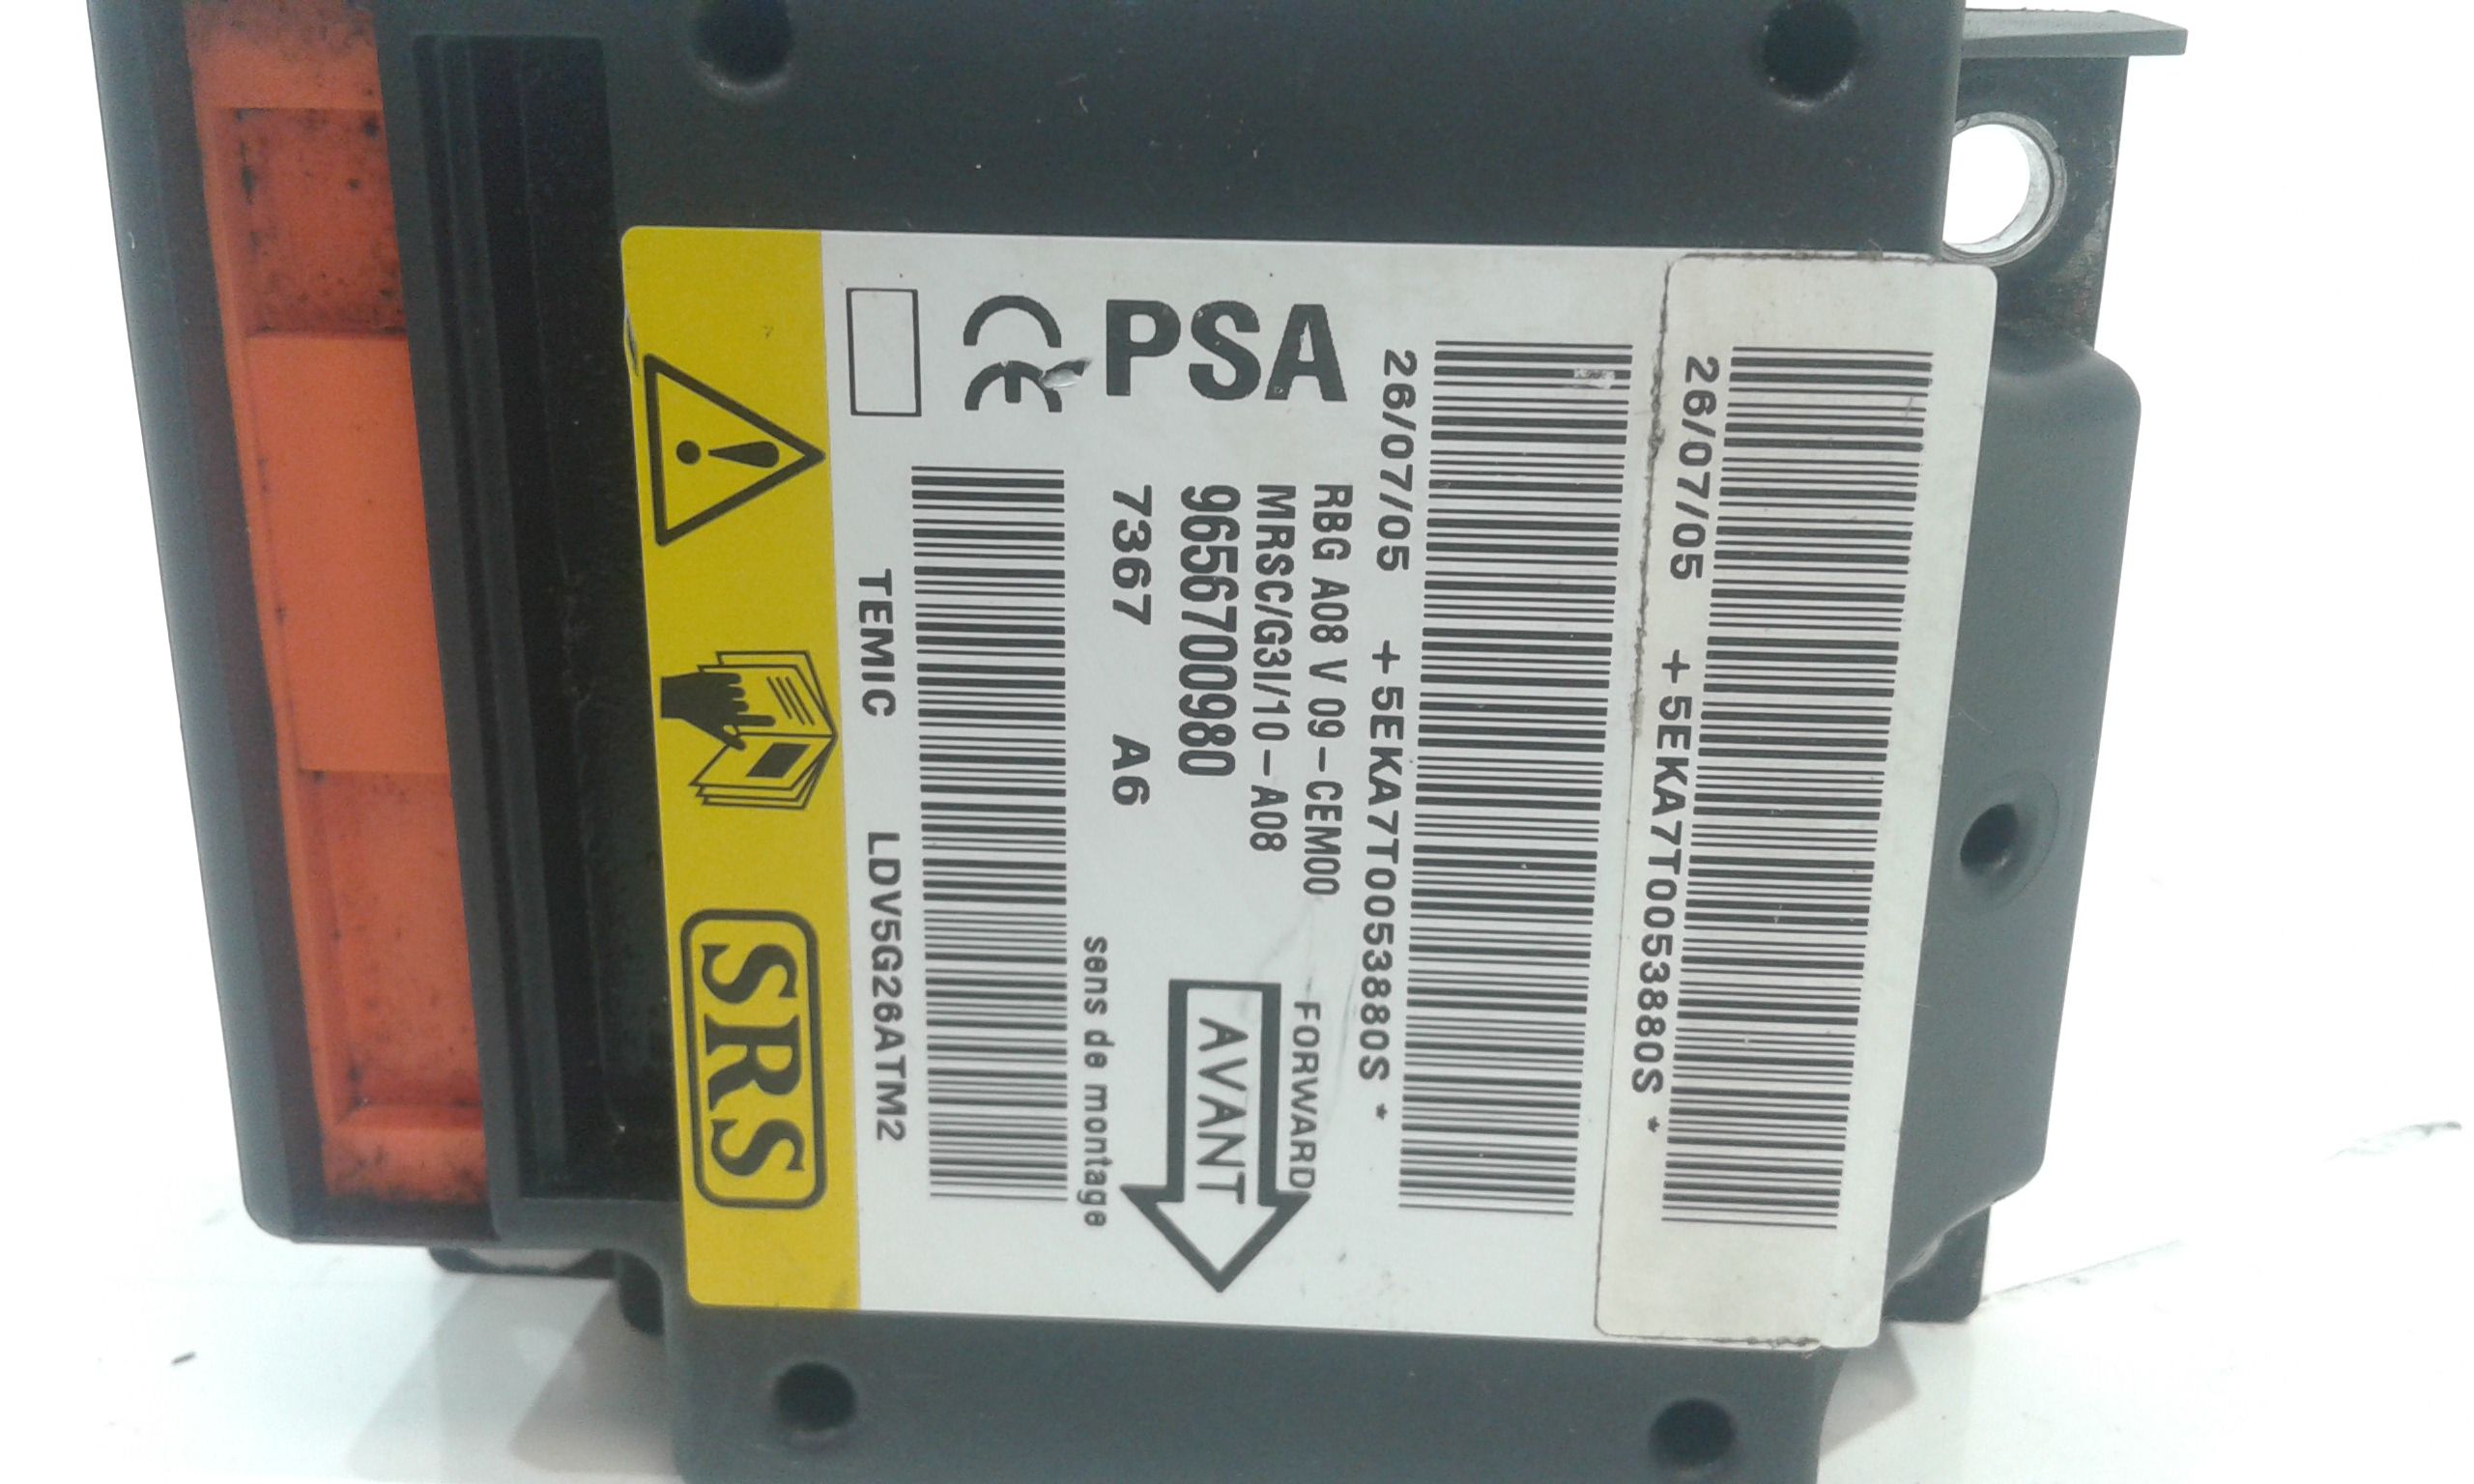 26/07/05 +5EKA7T0053880S *
26/07/05 +5EKA7T0053880S *
PSA
RBG A08 V 09-CEM00
MRSC/G3I/10-A08
9656700980
7367 A6
FORWARD
AVANT
sens de montage
CE
TEMIC LDV5G26ATM2
SRS